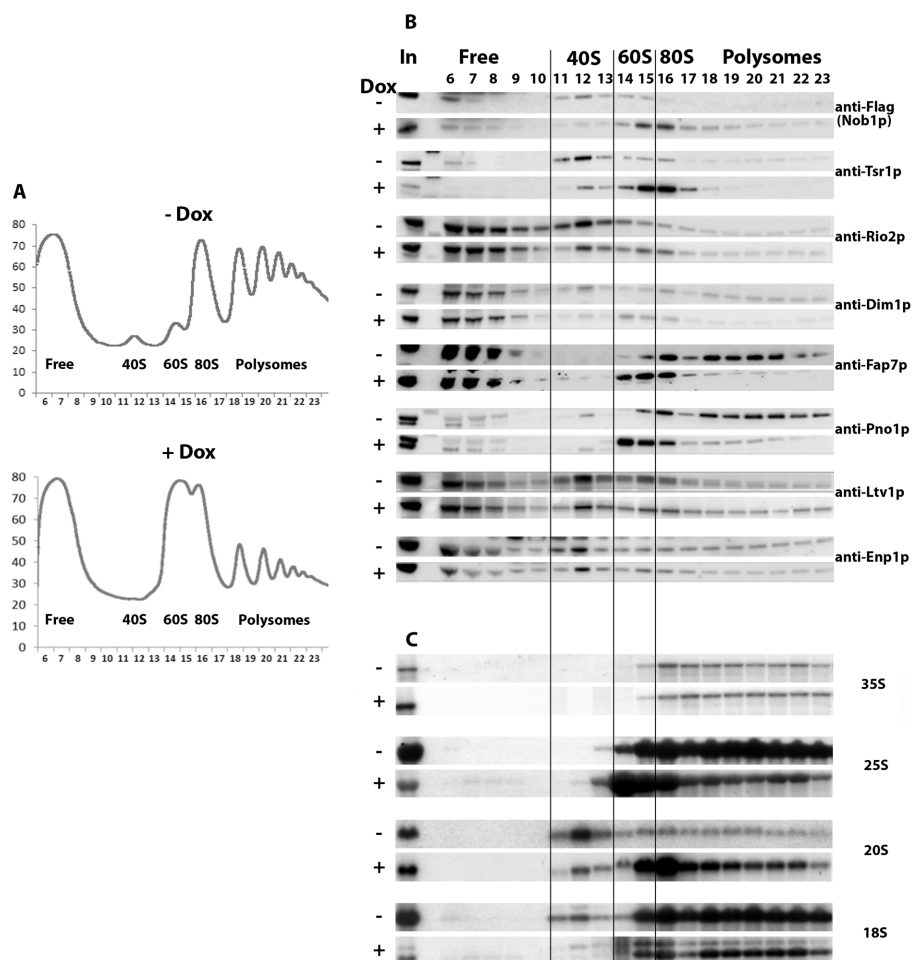 A
- Dox
80
70
60
50
40
30
20
10
0
Free 40S 60S 80S Polysomes
6 7 8 9 10 11 12 13 14 15 16 17 18 19 20 21 22 23
+ Dox
80
70
60
50
40
30
20
10
0
Free 40S 60S 80S Polysomes
6 7 8 9 10 11 12 13 14 15 16 17 18 19 20 21 22 23
B
In Free 40S 60S 80S Polysomes
6 7 8 9 10 11 12 13 14 15 16 17 18 19 20 21 22 23
Dox
- anti-Flag
+ (Nob1p)
- anti-Tsr1p
+
- anti-Rio2p
+
- anti-Dim1p
+
- anti-Fap7p
+
- anti-Pno1p
+
- anti-Ltv1p
+
- anti-Enp1p
+
C
- 35S
+
- 25S
+
- 20S
+
- 18S
+